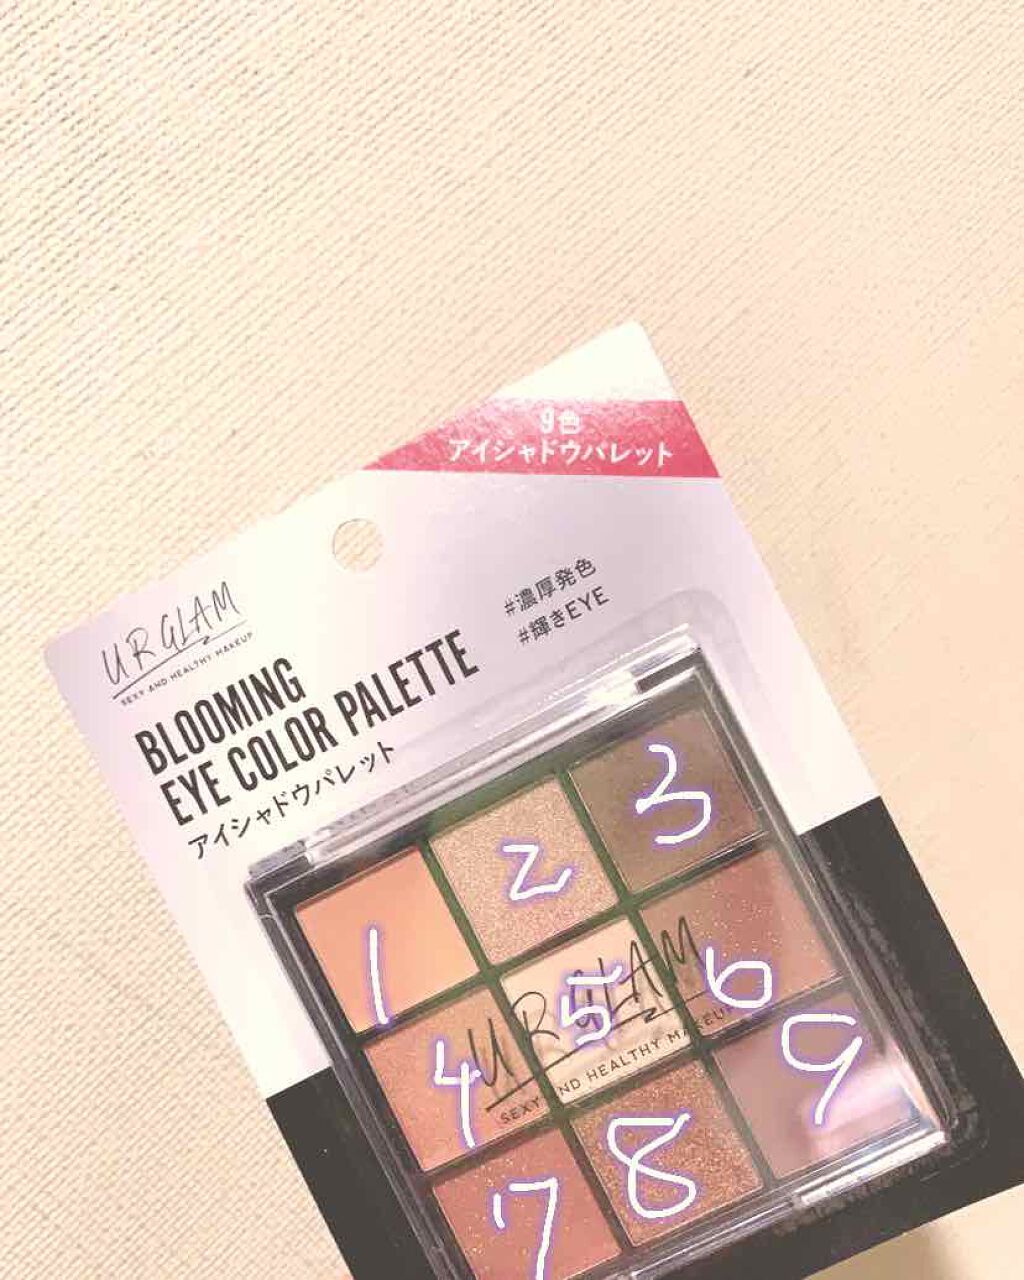 9色
アイシャドウパレット
#濃厚発色
#輝きEYE
UR GLAM
SEXY AND HEALTHY MAKEUP
BLOOMING
EYE COLOR PALETTE
アイシャドウパレット
1
2
3
4
5
6
UR GLAM
SEXY AND HEALTHY MAKEUP
7
8
9